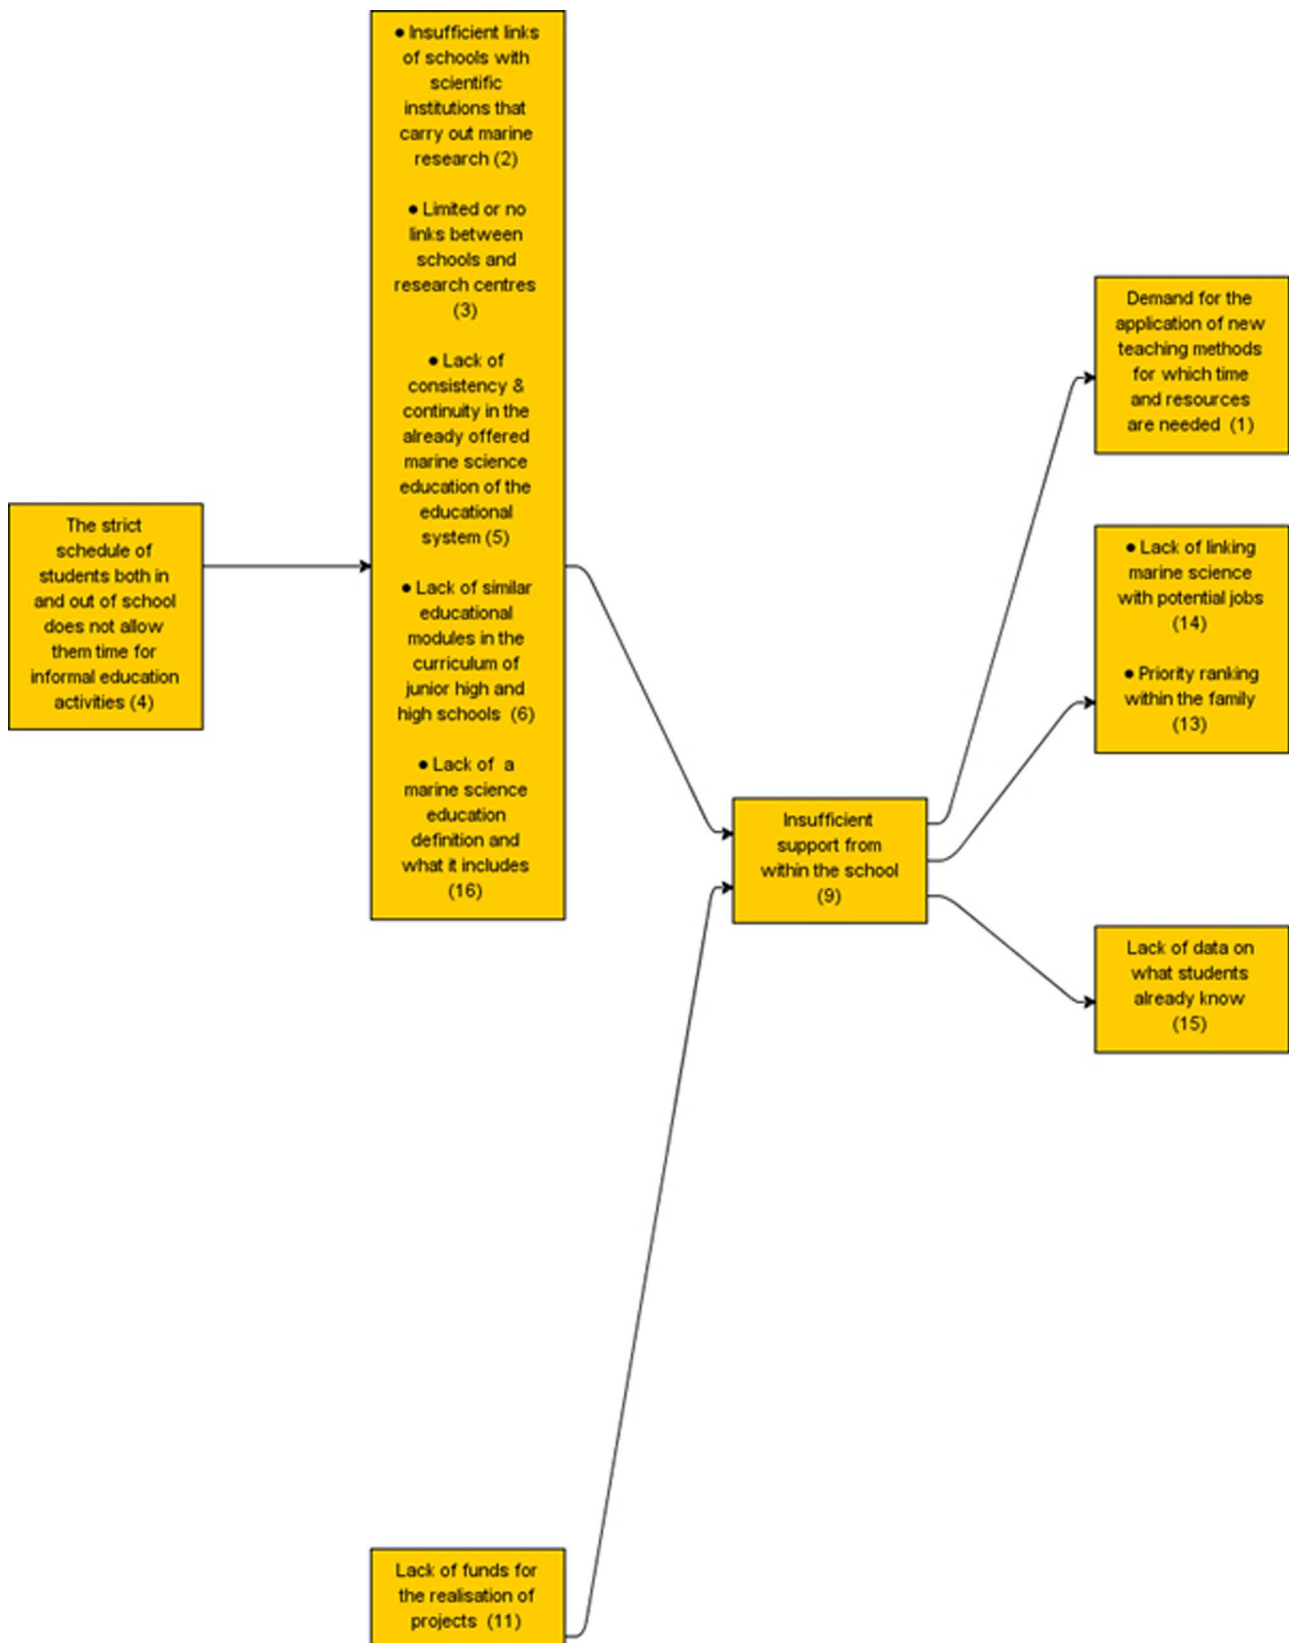 The strict
schedule of
students both in
and out of school
does not allow
them time for
informal education
activities (4)
● Insufficient links
of schools with
scientific
institutions that
carry out marine
research (2)
● Limited or no
links between
schools and
research centres
(3)
● Lack of
consistency &
continuity in the
already offered
marine science
education of the
educational
system (5)
● Lack of similar
educational
modules in the
curriculum of
junior high and
high schools (6)
● Lack of a
marine science
education
definition and
what it includes
(16)
Lack of funds for
the realisation of
projects (11)
Insufficient
support from
within the school
(9)
Demand for the
application of new
teaching methods
for which time
and resources
are needed (1)
● Lack of linking
marine science
with potential jobs
(14)
● Priority ranking
within the family
(13)
Lack of data on
what students
already know
(15)